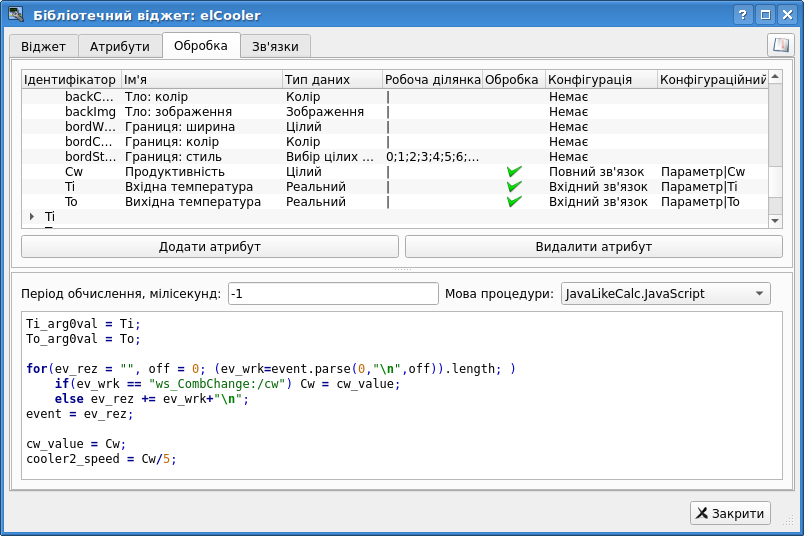 Бібліотечний віджет: elCooler
Віджет Атрибути Обробка Зв'язки
Ідентифікатор Ім'я Тип даних Робоча ділянка Обробка Конфігурація Конфігураційний
backC... Тло: колір Колір | Немає
backImg Тло: зображення Зображення | Немає
bordW... Границя: ширина Цілий | Немає
bordC... Границя: колір Колір | Немає
bordSt... Границя: стиль Вибір цілих ... 0;1;2;3;4;5;6;... Немає
Cw Продуктивність Цілий | Повний зв'язок Параметр|Cw
Ti Вхідна температура Реальний | Вхідний зв'язок Параметр|Ti
To Вихідна температура Реальний | Вхідний зв'язок Параметр|To
Ti
Додати атрибут Видалити атрибут
Період обчислення, мілісекунд: -1 Мова процедури: JavaLikeCalc.JavaScript
Ti_arg0val = Ti;
To_arg0val = To;
for(ev_rez = "", off = 0; (ev_wrk=event.parse(0,"\n",off)).length; )
if(ev_wrk == "ws_CombChange:/cw") Cw = cw_value;
else ev_rez += ev_wrk+"\n";
event = ev_rez;
cw_value = Cw;
cooler2_speed = Cw/5;
Закрити